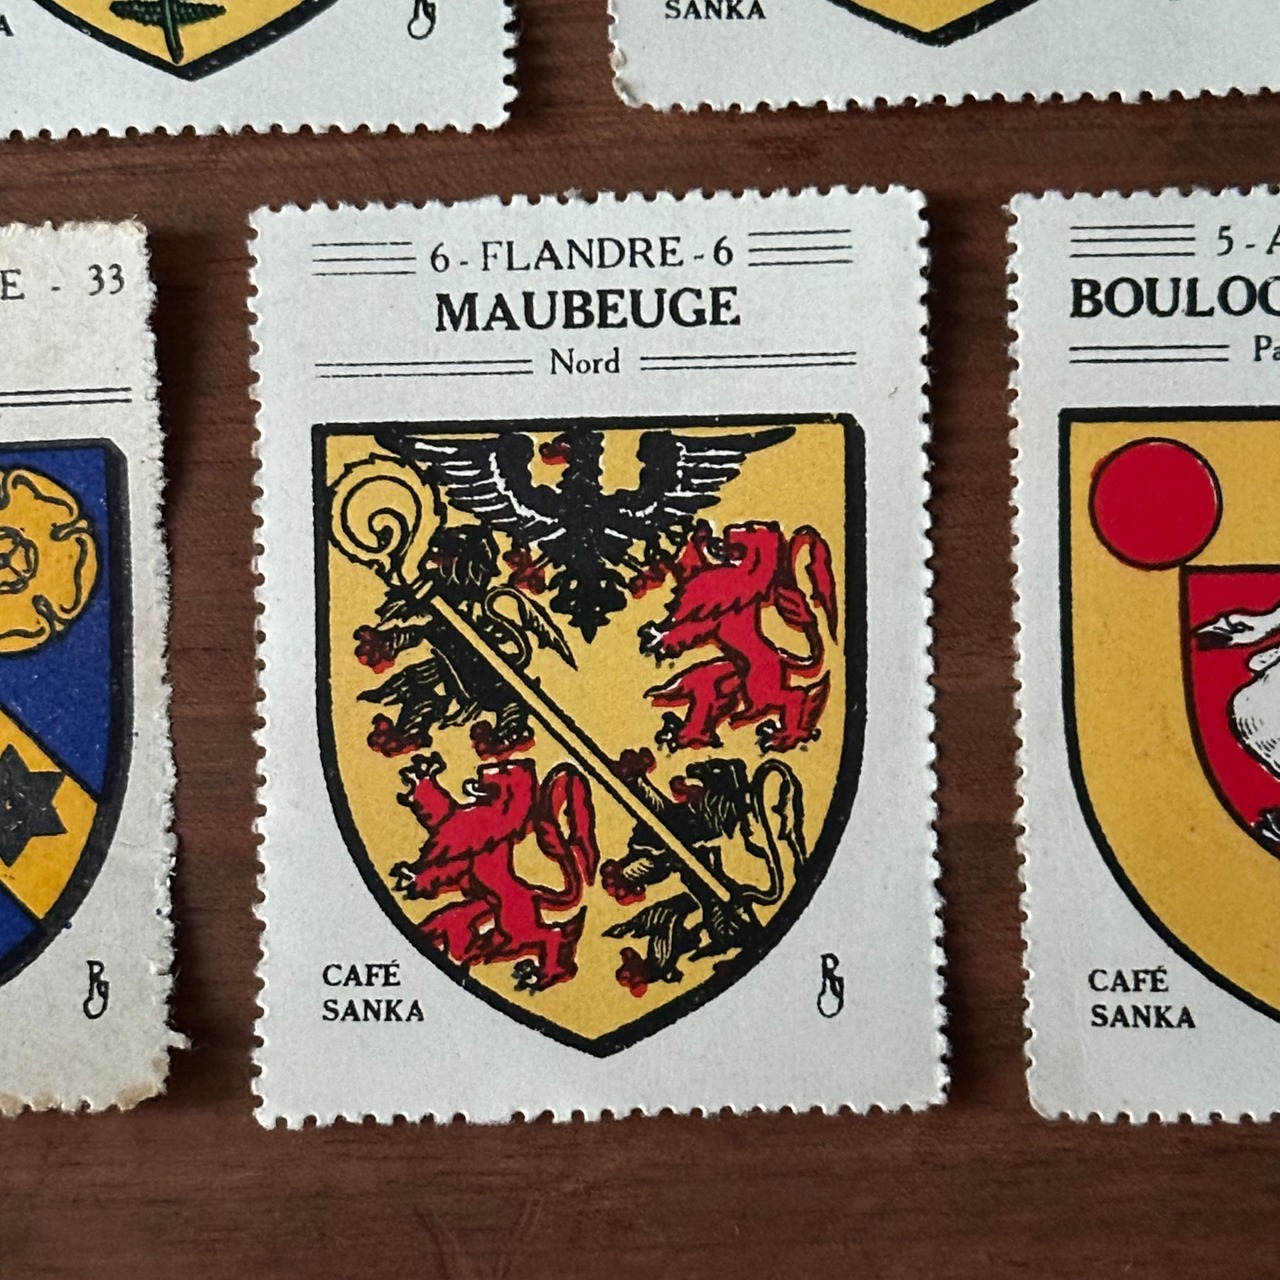 SANKA
E - 33
6 - FLANDRE - 6
MAUBEUGE
Nord
CAFÉ
SANKA
5 - A
BOULOG
Pa
CAFÉ
SANKA